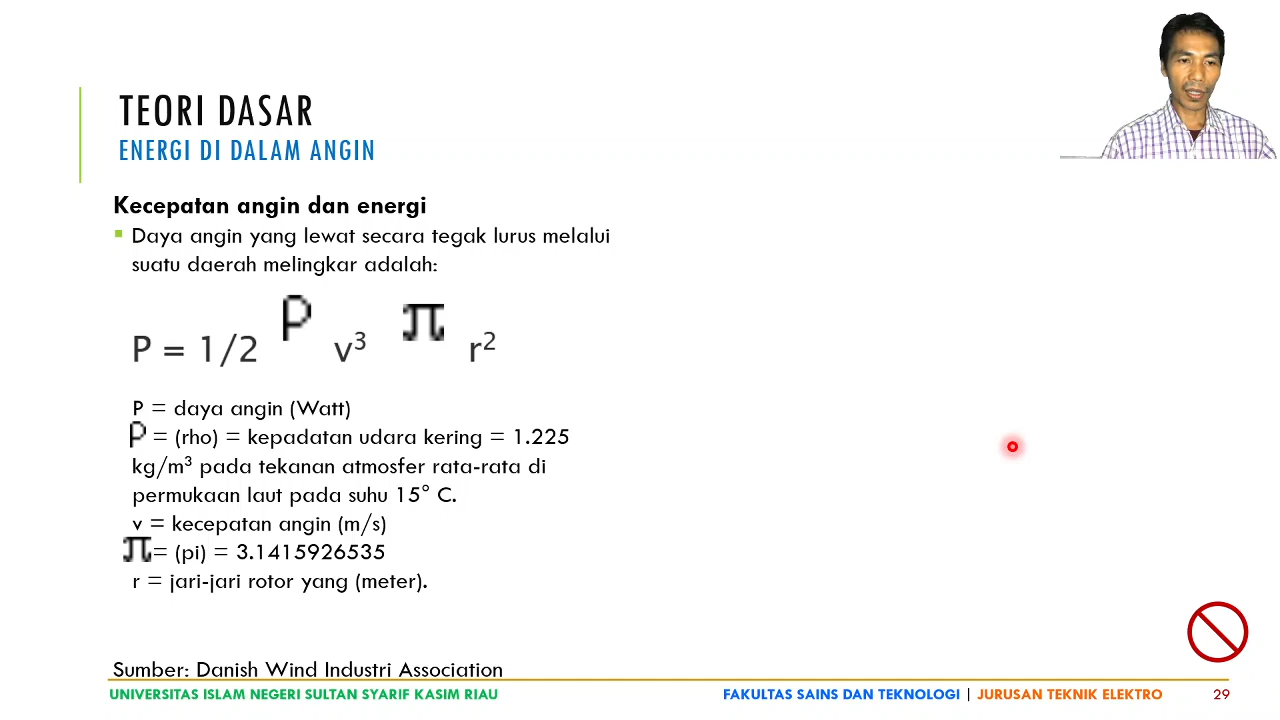 TEORI DASAR
ENERGI DI DALAM ANGIN
Kecepatan angin dan energi
Daya angin yang lewat secara tegak lurus melalui
suatu daerah melingkar adalah:
P = 1/2 ρ v³ π r²
P = daya angin (Watt)
ρ = (rho) = kepadatan udara kering = 1.225
kg/m³ pada tekanan atmosfer rata-rata di
permukaan laut pada suhu 15° C.
v = kecepatan angin (m/s)
π = (pi) = 3.1415926535
r = jari-jari rotor yang (meter).
Sumber: Danish Wind Industri Association
UNIVERSITAS ISLAM NEGERI SULTAN SYARIF KASIM RIAU FAKULTAS SAINS DAN TEKNOLOGI | JURUSAN TEKNIK ELEKTRO 29